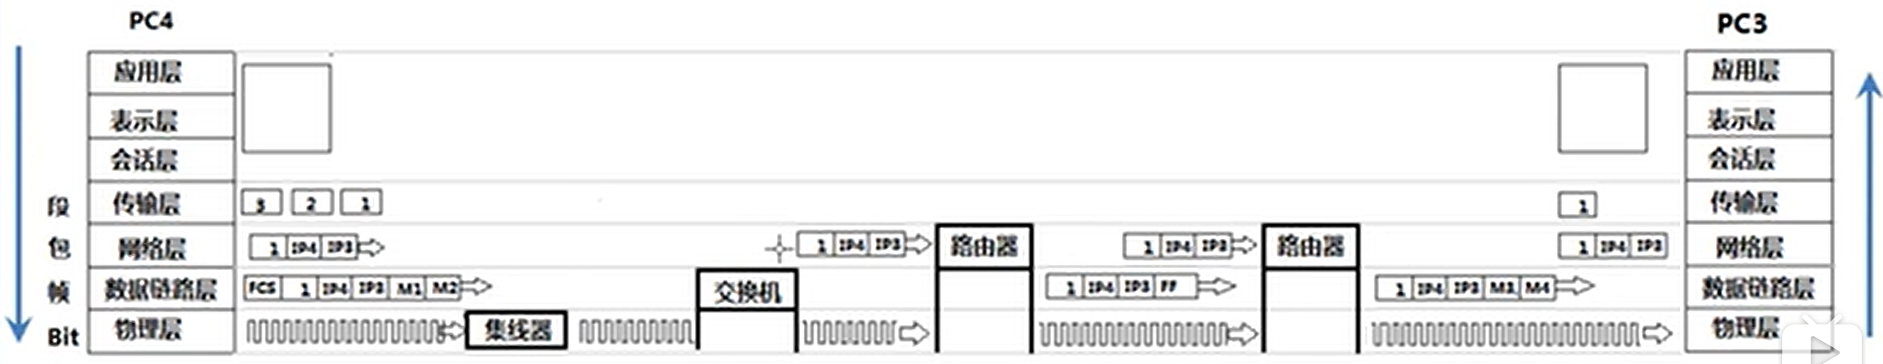 PC4 PC3
应用层 应用层
表示层 表示层
会话层 会话层
段 传输层 3 2 1 1 传输层
包 网络层 1 IP4 IP3 1 IP4 IP3 路由器 1 IP4 IP3 路由器 1 IP4 IP3 网络层
帧 数据链路层 FCS 1 IP4 IP3 M1 M2 交换机 1 IP4 IP3 FF 1 IP4 IP3 M3 M4 数据链路层
Bit 物理层 集线器 物理层